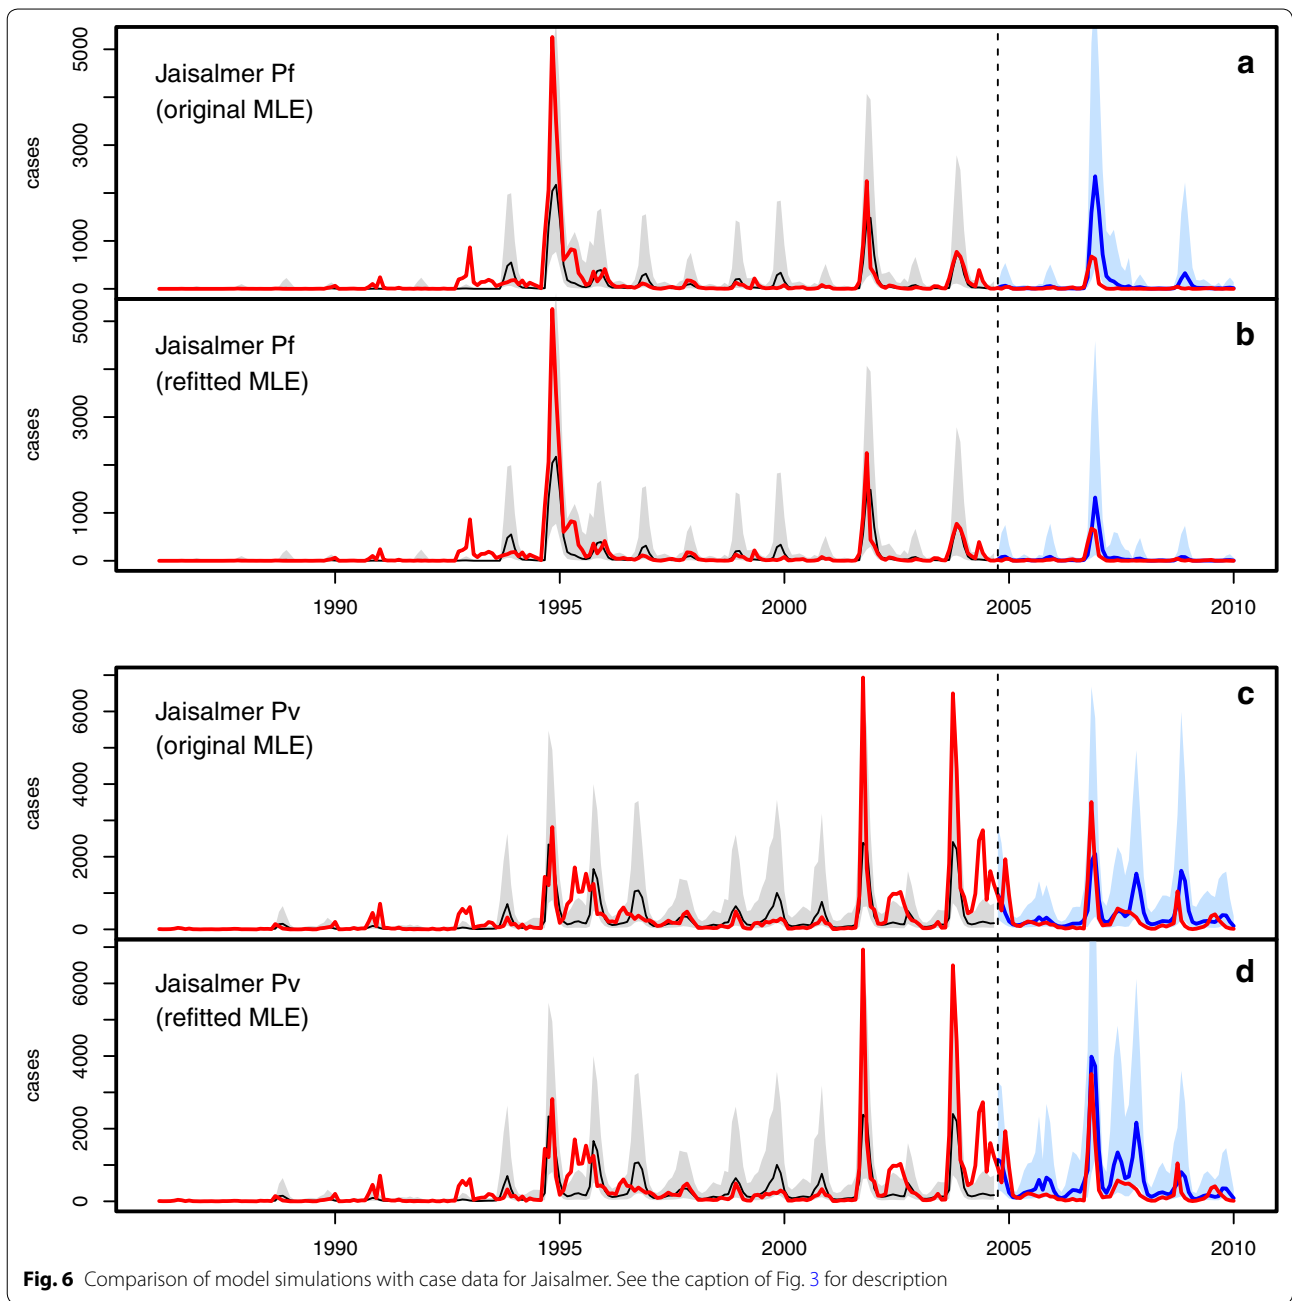 Jaisalmer Pf
(original MLE)
a
cases
0
1000
3000
5000
Jaisalmer Pf
(refitted MLE)
b
cases
0
1000
3000
5000
1990
1995
2000
2005
2010
Jaisalmer Pv
(original MLE)
c
cases
0
2000
4000
6000
Jaisalmer Pv
(refitted MLE)
d
cases
0
2000
4000
6000
1990
1995
2000
2005
2010
Fig. 6 Comparison of model simulations with case data for Jaisalmer. See the caption of Fig. 3 for description